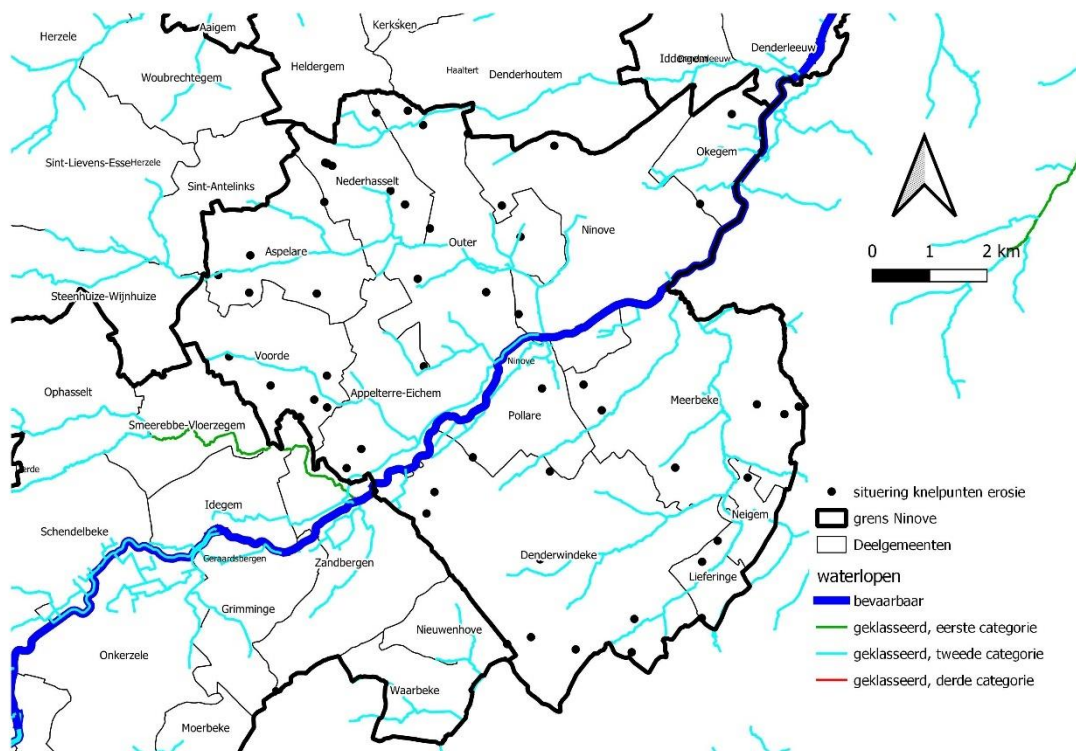 Aaigem
Kerksken
Herzele
Denderleeuw
Heldergem
Haaltert
Iddergem
Woubrechtegem
Denderhoutem
Okegem
Sint-Lievens-Esse
Herzele
Sint-Antelinks
Nederhasselt
Ninove
Outer
Aspelare
0 1 2 km
Steenhuize-Wijnhuize
Voorde
Ninove
Ophasselt
Appelterre-Eichem
Meerbeke
Pollare
Smeerebbe-Vloerzegem
Idegem
Neigem
Schendelbeke
Geraardsbergen
Zandbergen
Denderwindeke
Lieferinge
Grimminge
Nieuwenhove
Onkerzele
Waarbeke
Moerbeke
situering knelpunten erosie
grens Ninove
Deelgemeenten
waterlopen
bevaarbaar
geklasseerd, eerste categorie
geklasseerd, tweede categorie
geklasseerd, derde categorie